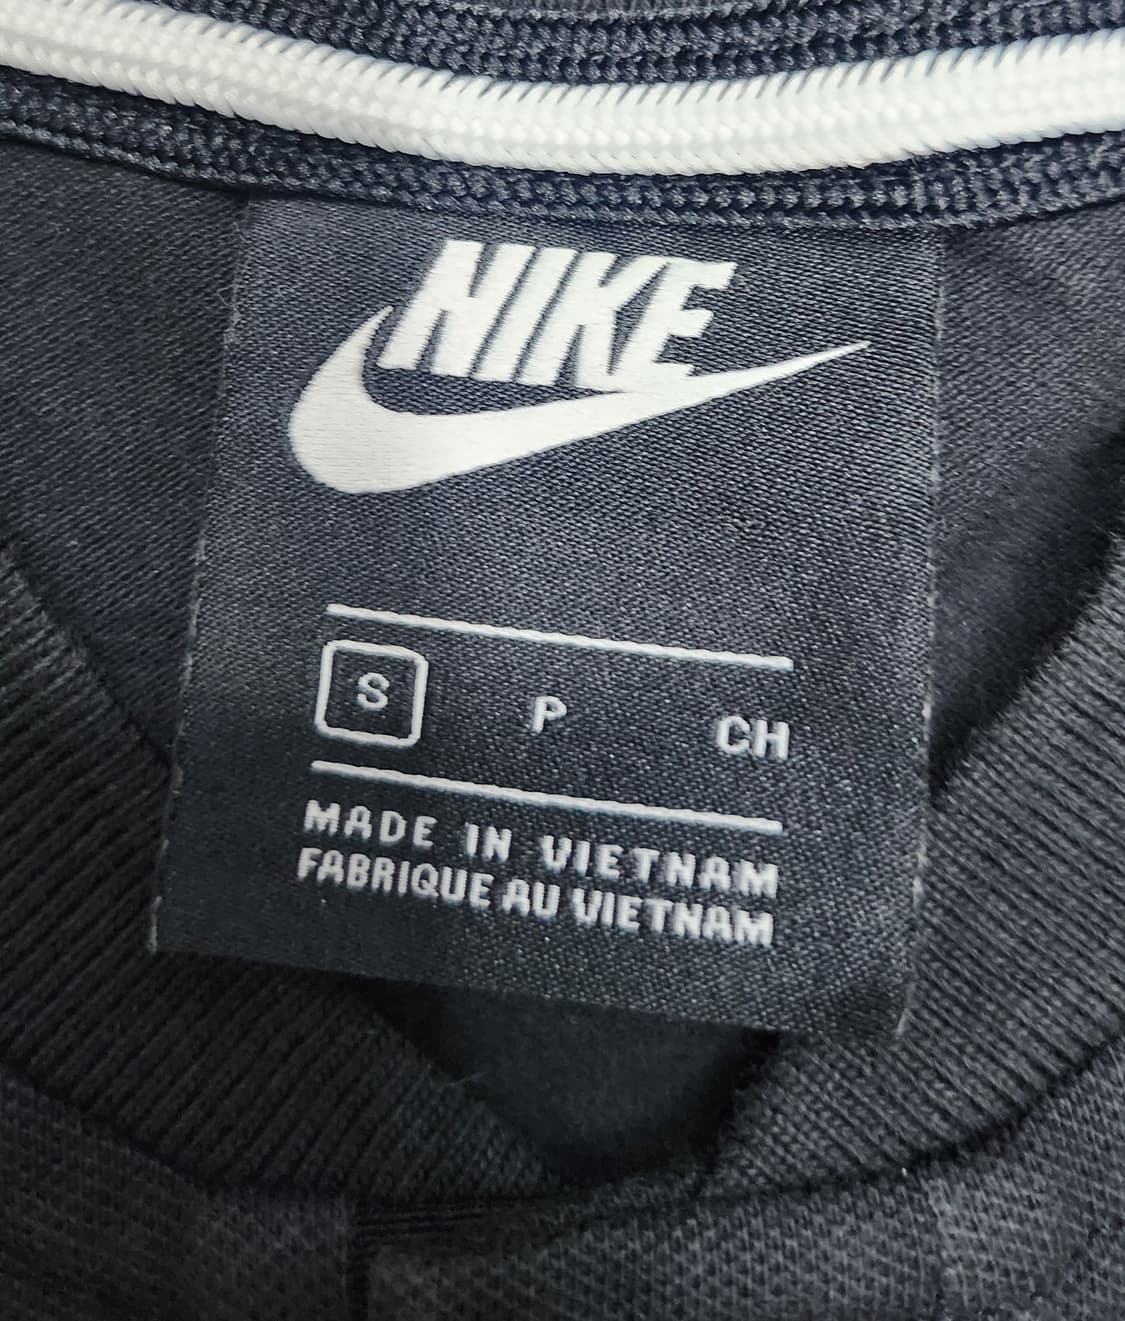 NIKE
S P CH
MADE IN VIETNAM
FABRIQUE AU VIETNAM